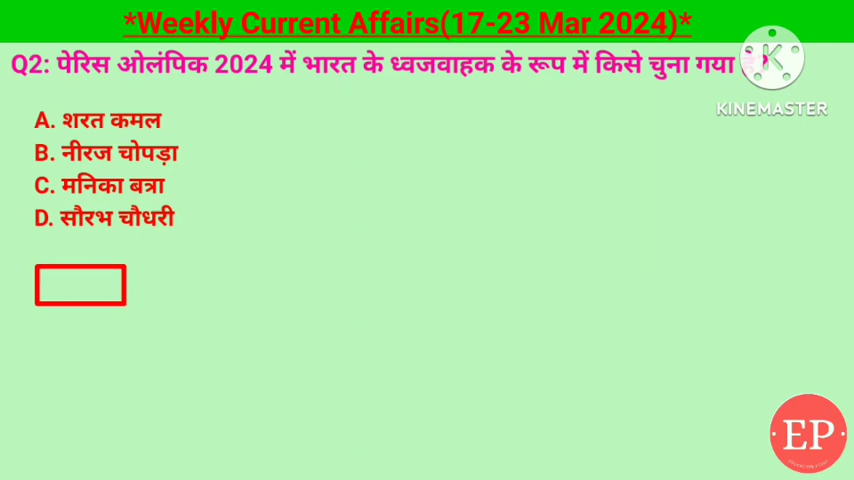 *Weekly Current Affairs(17-23 Mar 2024)*
Q2: पेरिस ओलंपिक 2024 में भारत के ध्वजवाहक के रूप में किसे चुना गया है?
KINEMASTER
A. शरत कमल
B. नीरज चोपड़ा
C. मनिका बत्रा
D. सौरभ चौधरी
EP